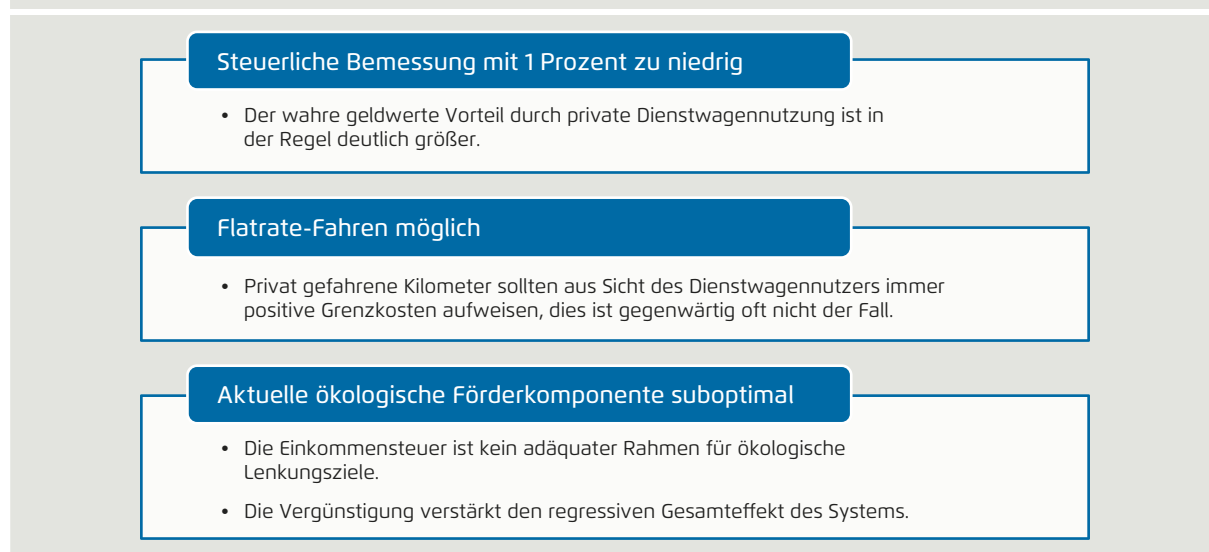 Steuerliche Bemessung mit 1 Prozent zu niedrig
• Der wahre geldwerte Vorteil durch private Dienstwagennutzung ist in
der Regel deutlich größer.
Flatrate-Fahren möglich
• Privat gefahrene Kilometer sollten aus Sicht des Dienstwagennutzers immer
positive Grenzkosten aufweisen, dies ist gegenwärtig oft nicht der Fall.
Aktuelle ökologische Förderkomponente suboptimal
• Die Einkommensteuer ist kein adäquater Rahmen für ökologische
Lenkungsziele.
• Die Vergünstigung verstärkt den regressiven Gesamteffekt des Systems.